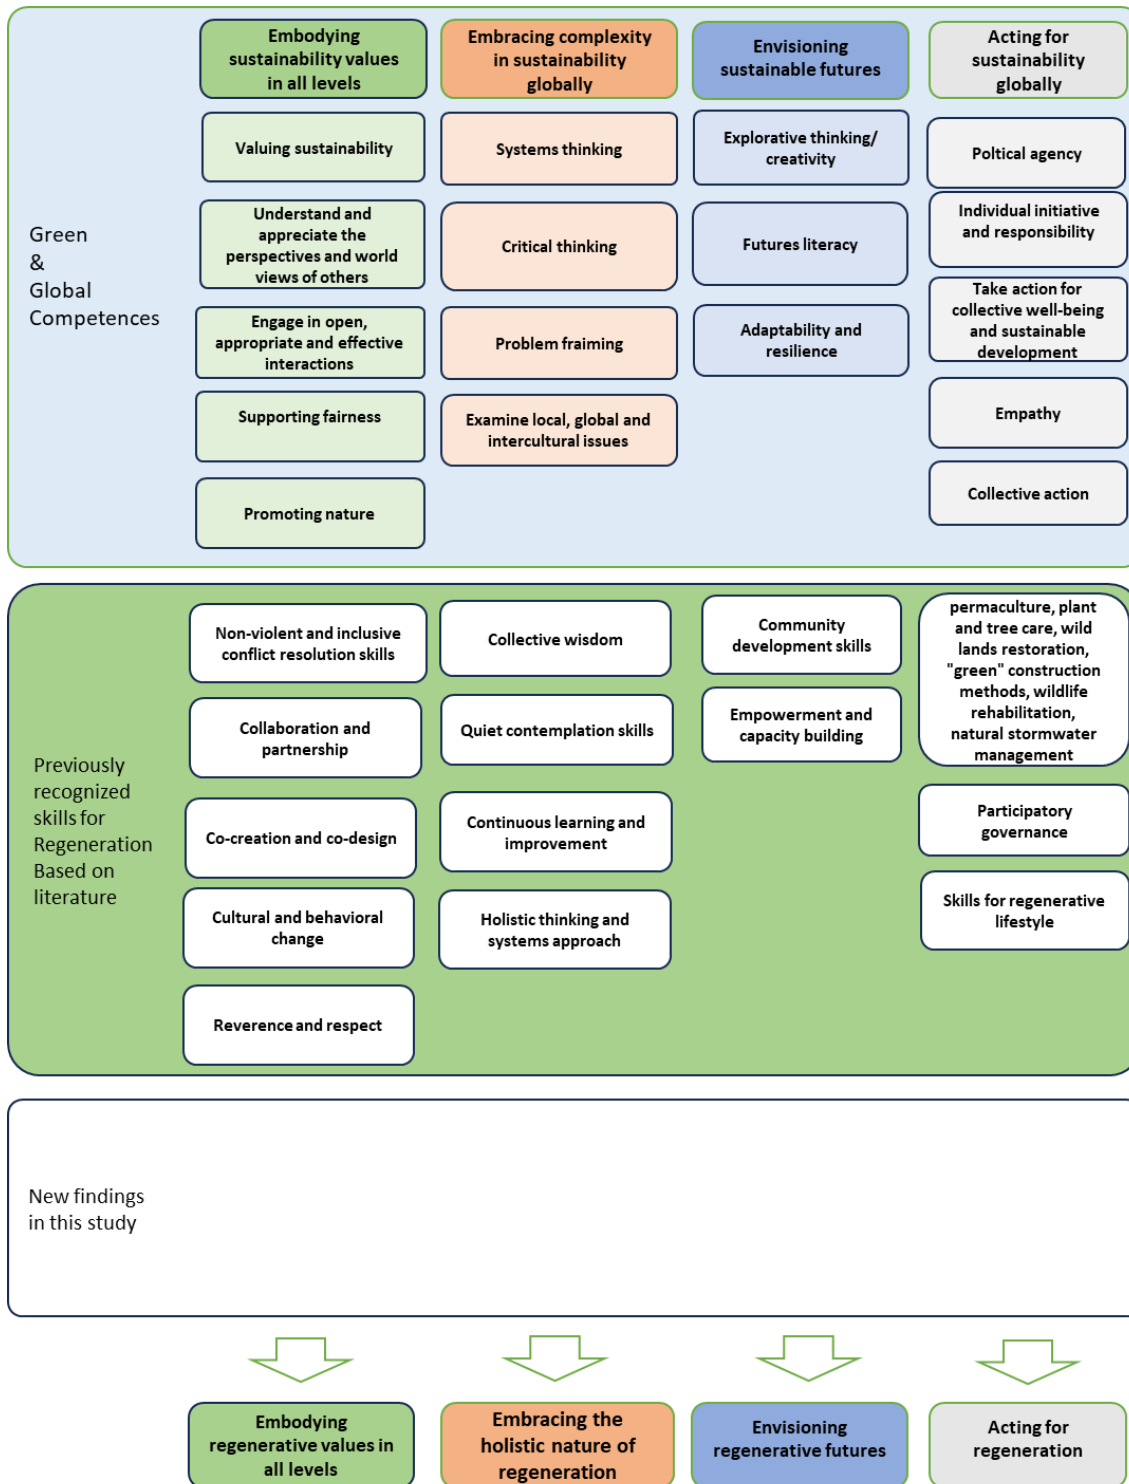 Embodying
sustainability values
in all levels
Embracing complexity
in sustainability
globally
Envisioning
sustainable futures
Acting for
sustainability
globally
Green
&
Global
Competences
Valuing sustainability
Understand and
appreciate the
perspectives and world
views of others
Engage in open,
appropriate and effective
interactions
Supporting fairness
Promoting nature
Systems thinking
Critical thinking
Problem fraiming
Examine local, global and
intercultural issues
Explorative thinking/
creativity
Futures literacy
Adaptability and
resilience
Poltical agency
Individual initiative
and responsibility
Take action for
collective well-being
and sustainable
development
Empathy
Collective action
Previously
recognized
skills for
Regeneration
Based on
literature
Non-violent and inclusive
conflict resolution skills
Collaboration and
partnership
Co-creation and co-design
Cultural and behavioral
change
Reverence and respect
Collective wisdom
Quiet contemplation skills
Continuous learning and
improvement
Holistic thinking and
systems approach
Community
development skills
Empowerment and
capacity building
permaculture, plant
and tree care, wild
lands restoration,
"green" construction
methods, wildlife
rehabilitation,
natural stormwater
management
Participatory
governance
Skills for regenerative
lifestyle
New findings
in this study
Embodying
regenerative values in
all levels
Embracing the
holistic nature of
regeneration
Envisioning
regenerative futures
Acting for
regeneration